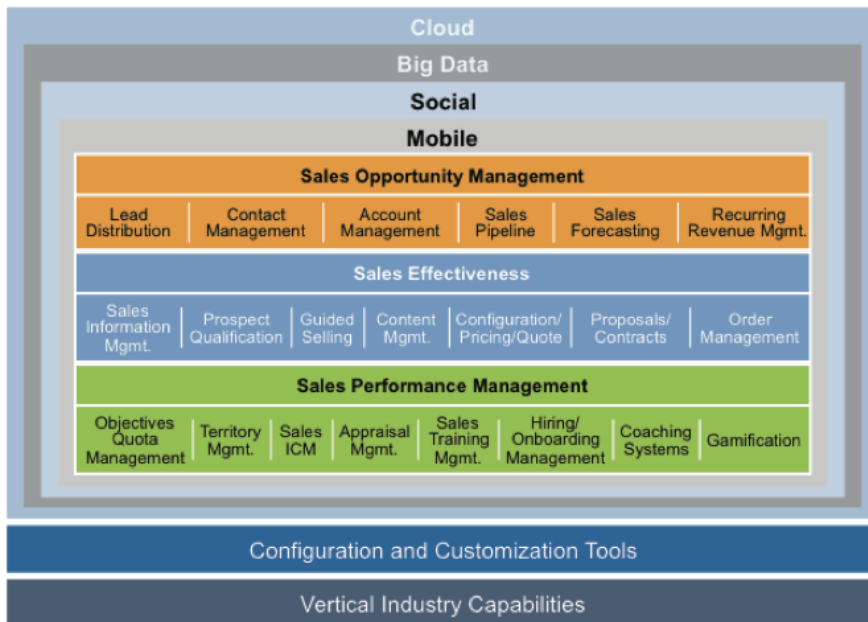 Cloud
Big Data
Social
Mobile
Sales Opportunity Management
Lead
Distribution
Contact
Management
Account
Management
Sales
Pipeline
Sales
Forecasting
Recurring
Revenue Mgmt.
Sales Effectiveness
Sales
Information
Mgmt.
Prospect
Qualification
Guided
Selling
Content
Mgmt.
Configuration/
Pricing/Quote
Proposals/
Contracts
Order
Management
Sales Performance Management
Objectives
Quota
Management
Territory
Mgmt.
Sales
ICM
Appraisal
Mgmt.
Sales
Training
Mgmt.
Hiring/
Onboarding
Management
Coaching
Systems
Gamification
Configuration and Customization Tools
Vertical Industry Capabilities